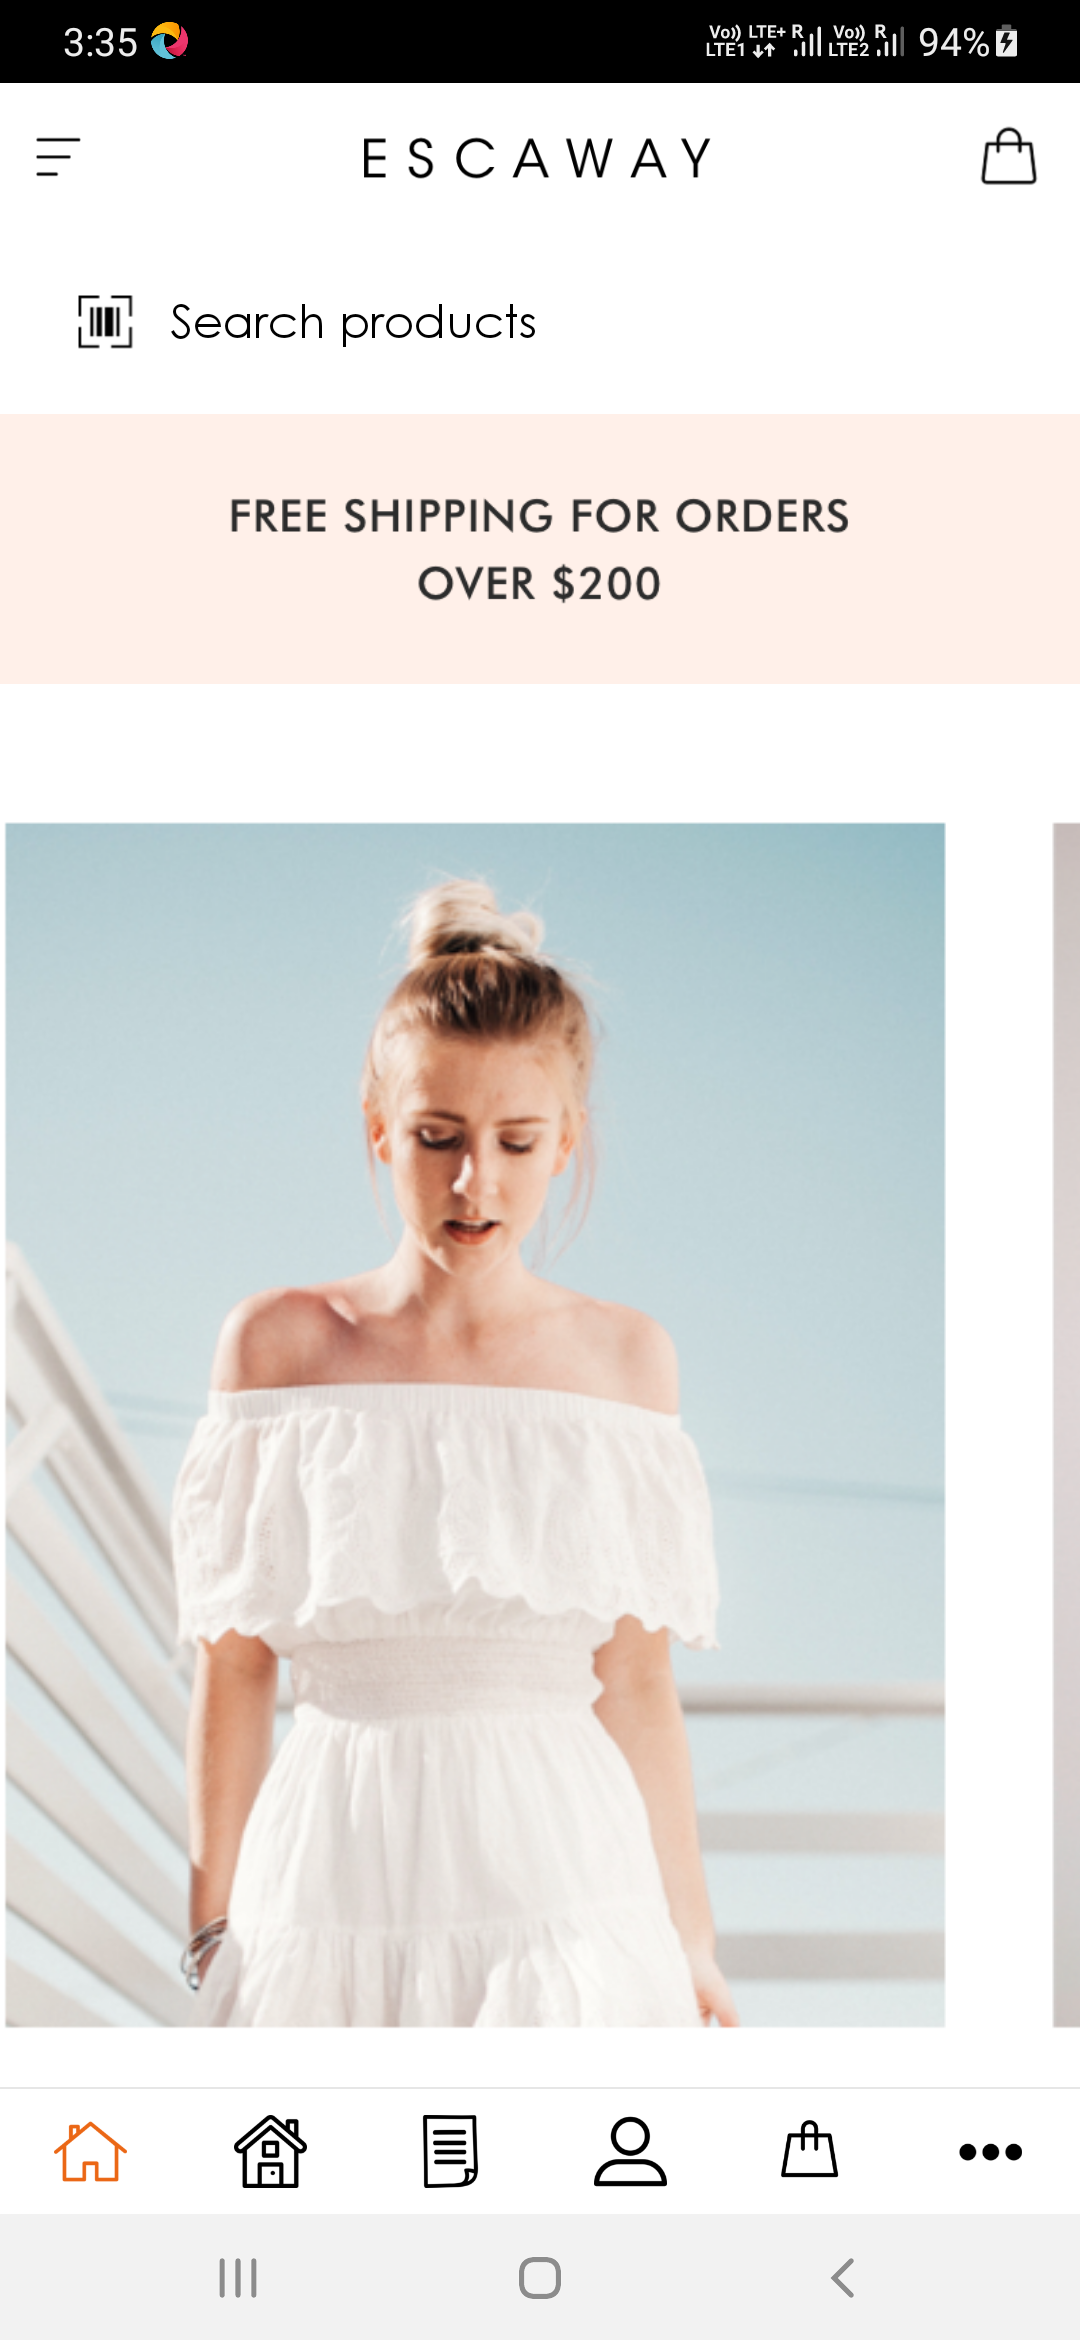 3:35
Vo)) LTE+ R Vo)) R
LTE1 LTE2 94%
ESCAWAY
Search products
FREE SHIPPING FOR ORDERS
OVER $200